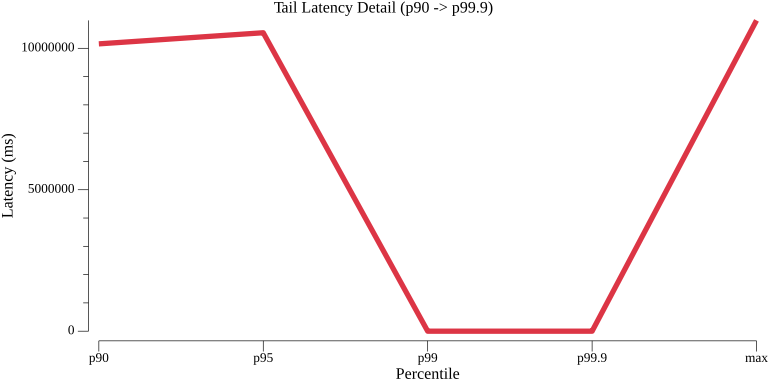 Tail Latency Detail (p90 -> p99.9)
Latency (ms)
10000000
5000000
0
p90 p95 p99 p99.9 max
Percentile